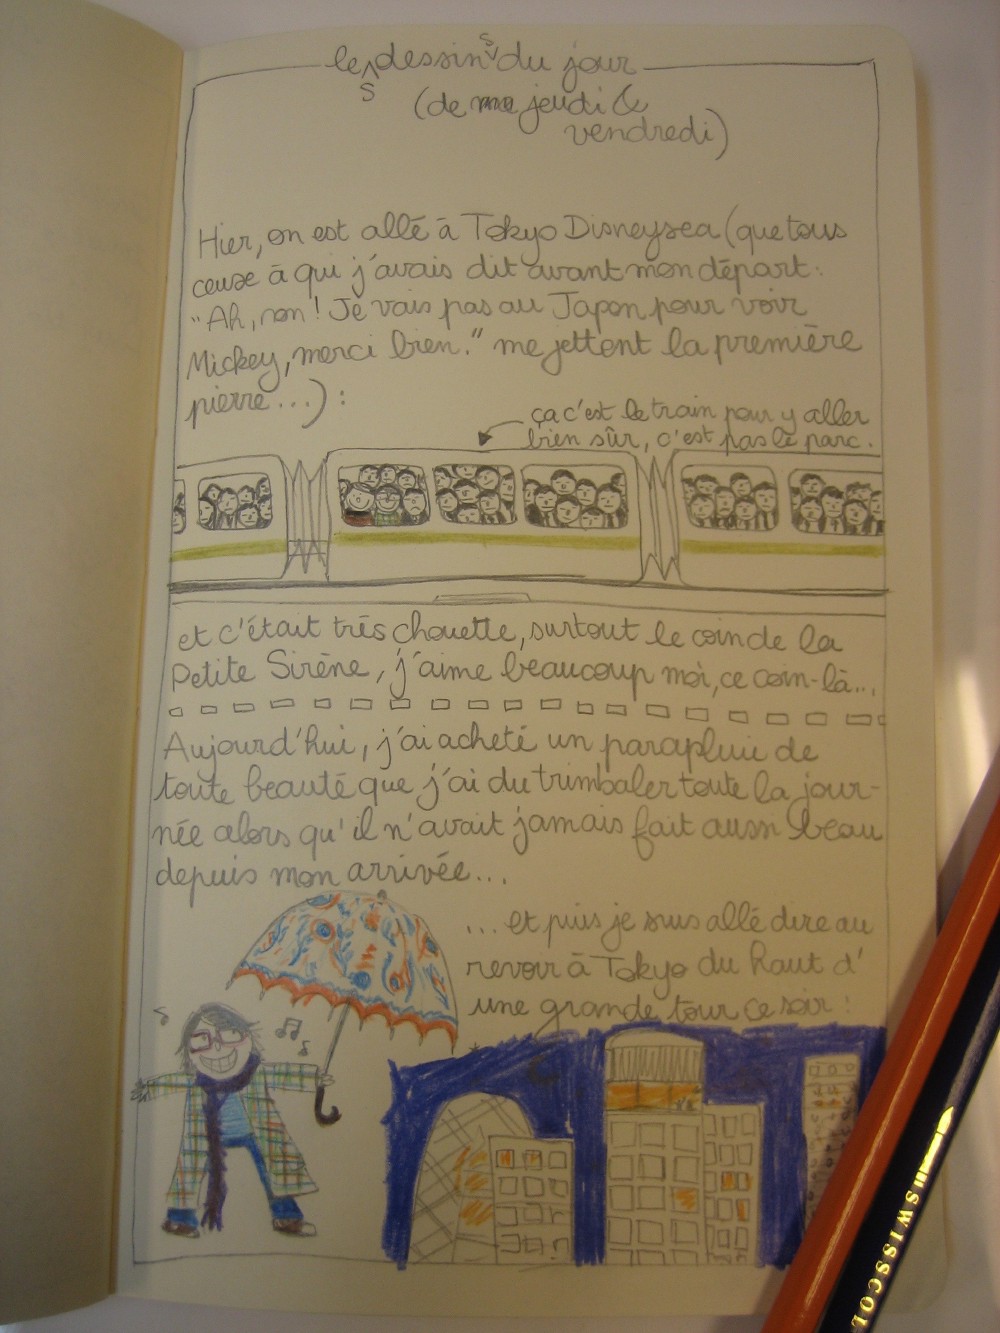 les dessins du jour
(de jeudi &
vendredi)
Hier, on est allé à Tokyo Disneysea (que tous
ceux à qui j'avais dit avant mon départ :
"Ah, non ! Je vais pas au Japon pour voir
Mickey, merci bien." me jettent la première
pierre...) :
ça c'est le train pour y aller
bien sûr, c'est pas le parc.
et c'était très chouette, surtout le coin de la
Petite Sirène, j'aime beaucoup moi, ce coin-là...
Aujourd'hui, j'ai acheté un parapluie de
toute beauté que j'ai du trimbaler toute la jour-
née alors qu'il n'avait jamais fait aussi beau
depuis mon arrivée...
...et puis je suis allé dire au
revoir à Tokyo du haut d'
une grande tour ce soir :
SWISSCOL